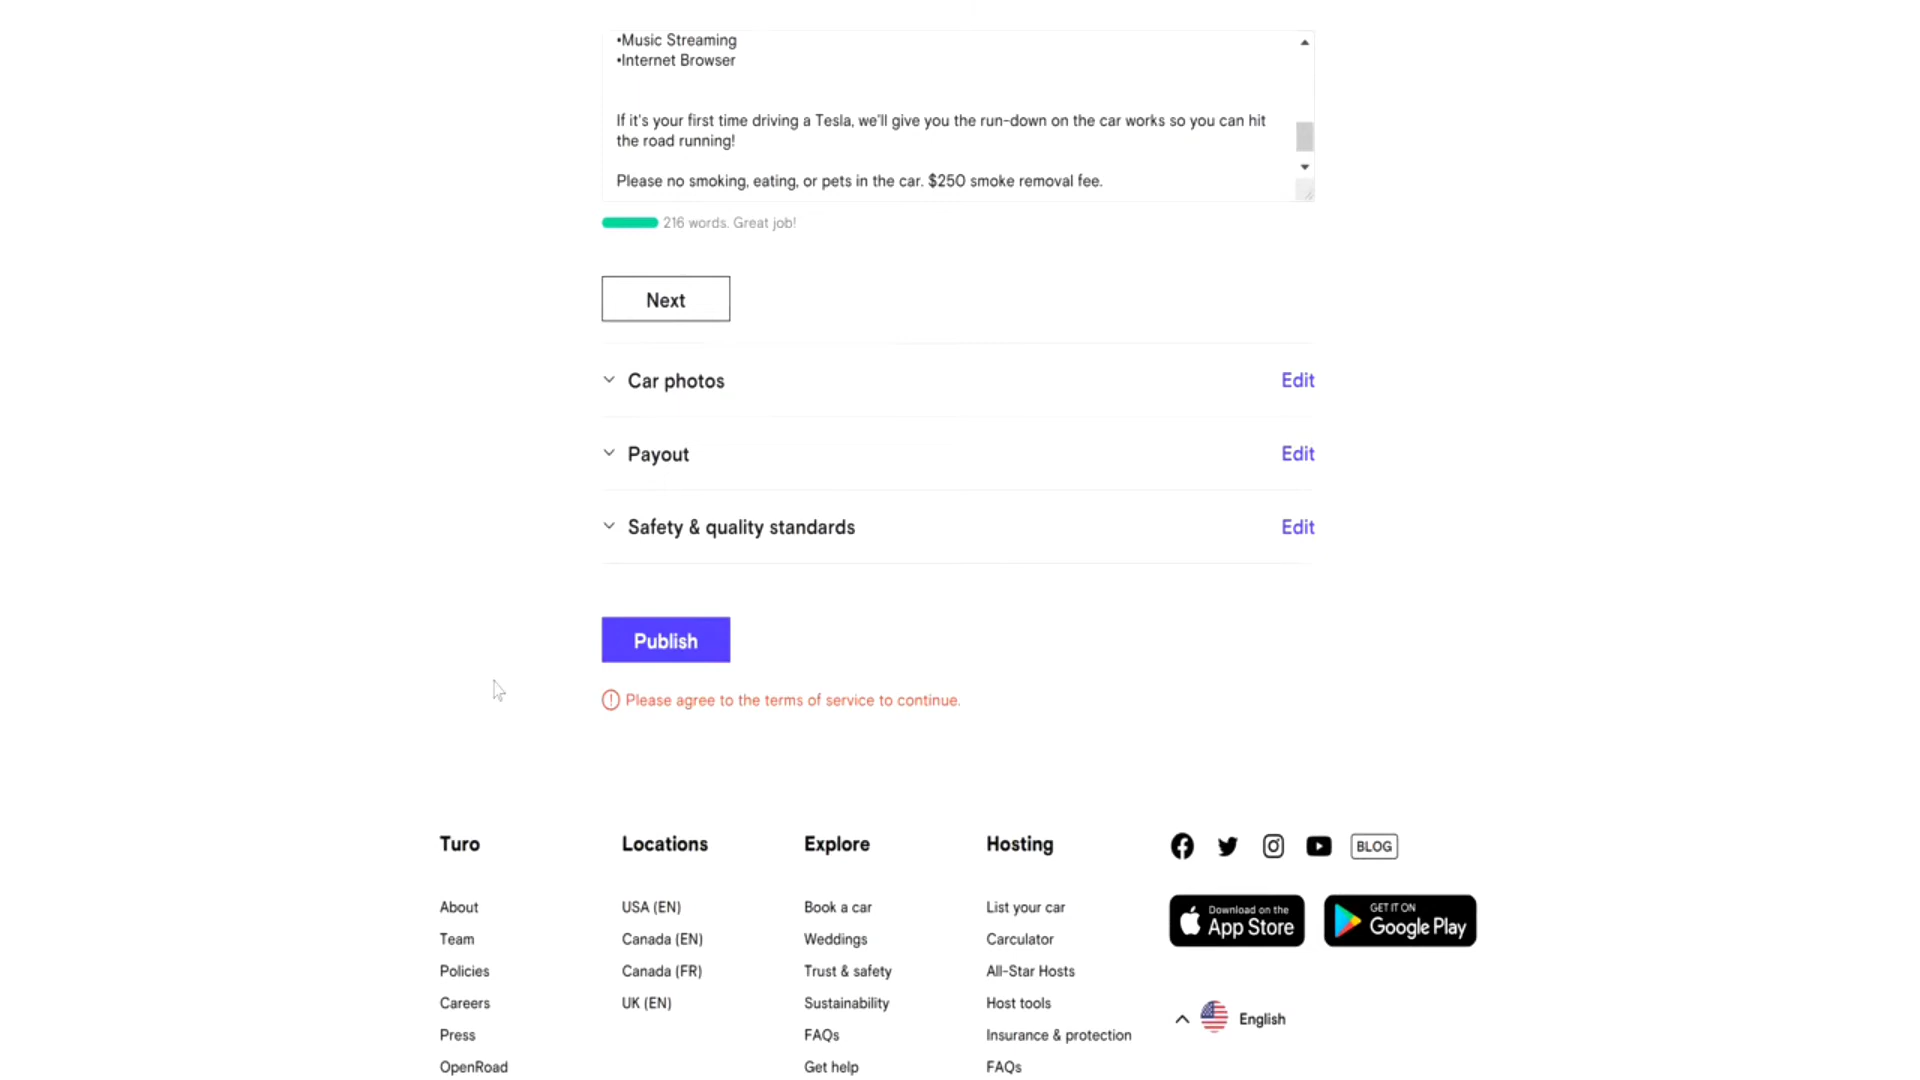 •Music Streaming
•Internet Browser
If it's your first time driving a Tesla, we'll give you the run-down on the car works so you can hit
the road running!
Please no smoking, eating, or pets in the car. $250 smoke removal fee.
216 words. Great job!
Next
Car photos Edit
Payout Edit
Safety & quality standards Edit
Publish
Please agree to the terms of service to continue.
Turo
About
Team
Policies
Careers
Press
OpenRoad
Locations
USA (EN)
Canada (EN)
Canada (FR)
UK (EN)
Explore
Book a car
Weddings
Trust & safety
Sustainability
FAQs
Get help
Hosting
List your car
Carculator
All-Star Hosts
Host tools
Insurance & protection
FAQs
BLOG
Download on the
App Store
GET IT ON
Google Play
English